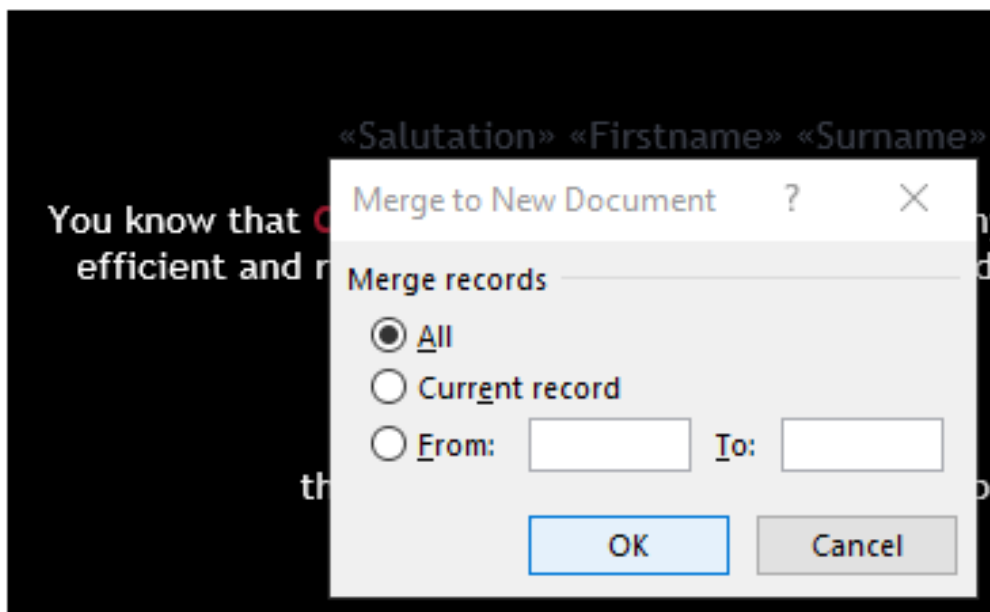 «Salutation» «Firstname» «Surname»
Merge to New Document ?
You know that
efficient and
Merge records
All
Current record
From: To:
OK Cancel